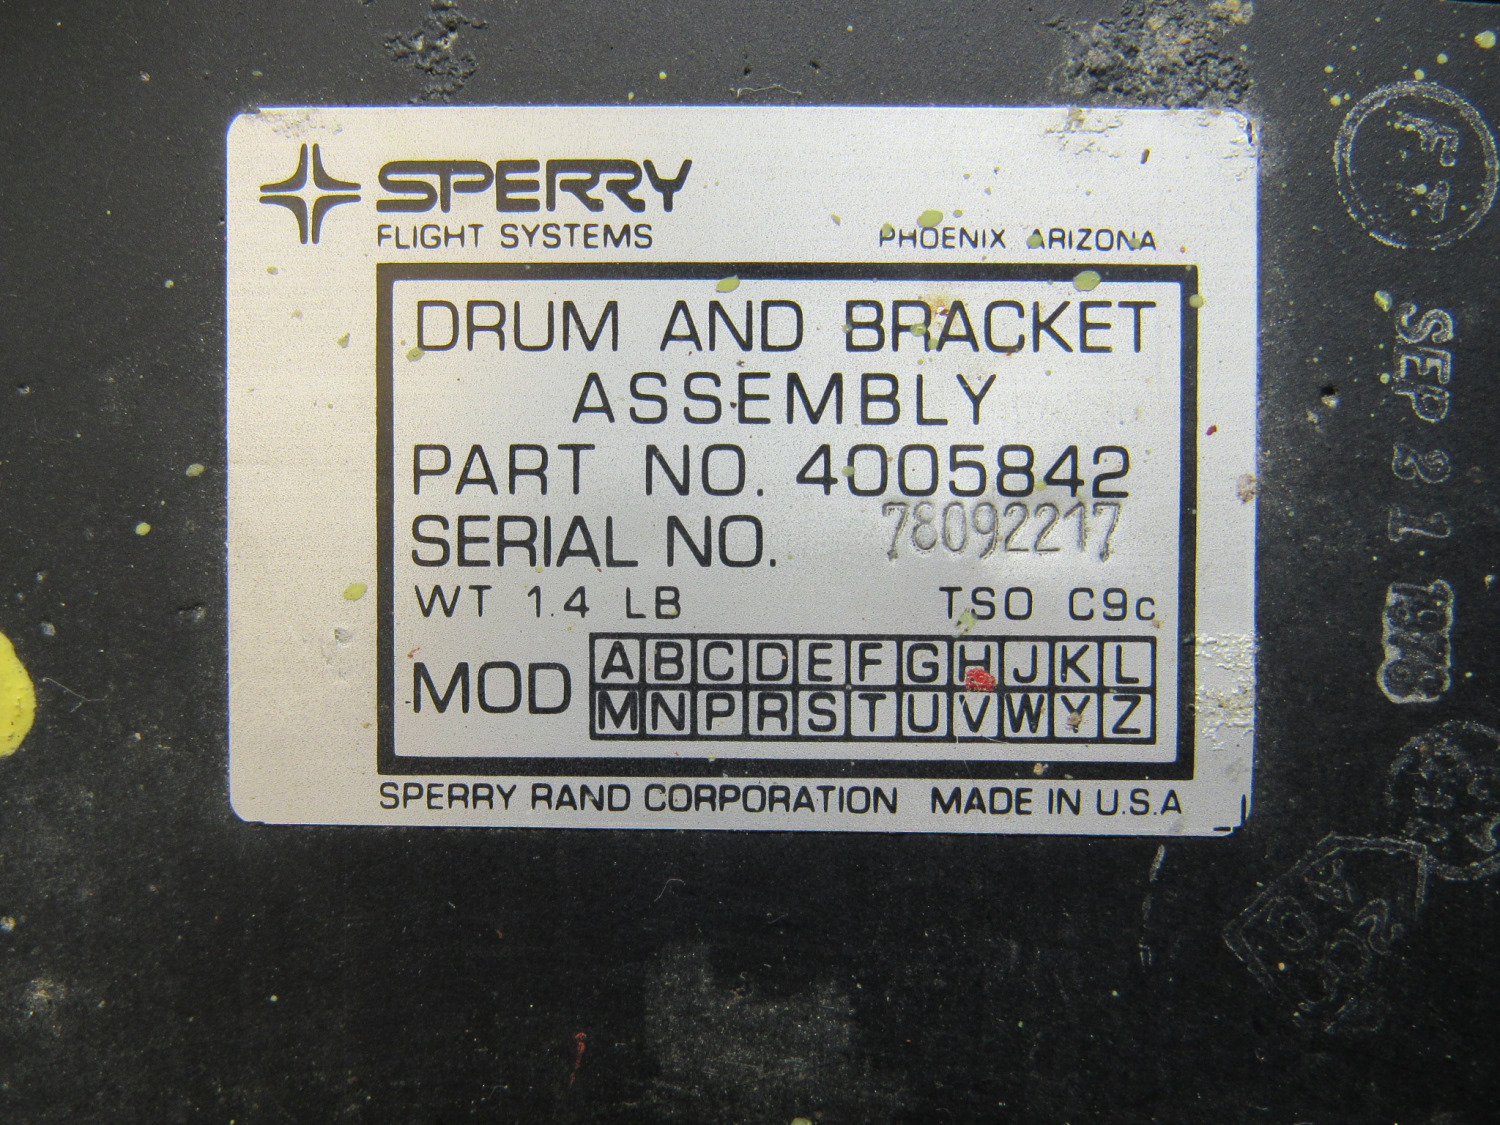 SPERRY
FLIGHT SYSTEMS PHOENIX ARIZONA
DRUM AND BRACKET
ASSEMBLY
PART NO. 4005842
SERIAL NO. 78092217
WT 1.4 LB TSO C9c
MOD A B C D E F G H J K L
M N P R S T U V W Y Z
SPERRY RAND CORPORATION MADE IN U.S.A
FT
SEP 21 1978